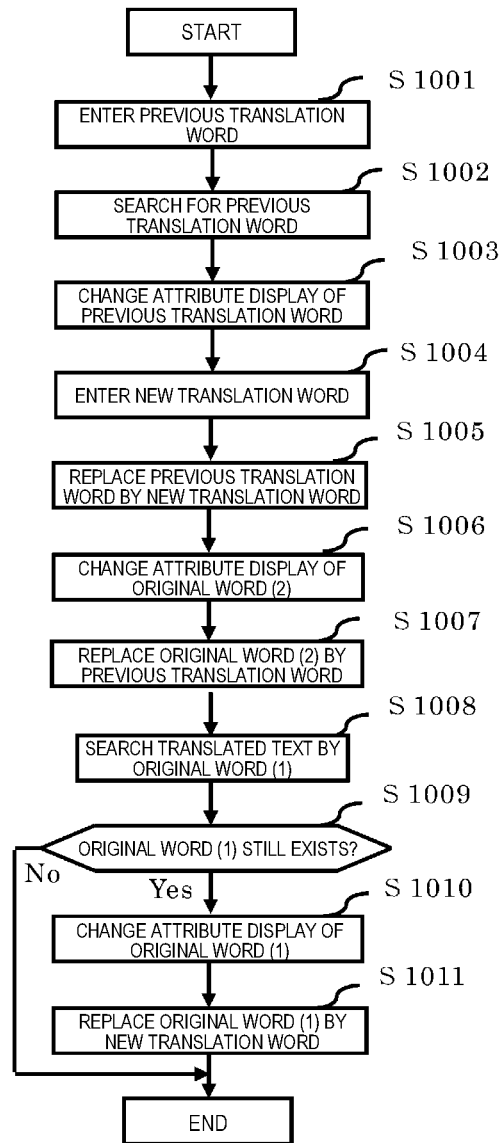 START
S 1001
ENTER PREVIOUS TRANSLATION
WORD
S 1002
SEARCH FOR PREVIOUS
TRANSLATION WORD
S 1003
CHANGE ATTRIBUTE DISPLAY OF
PREVIOUS TRANSLATION WORD
S 1004
ENTER NEW TRANSLATION WORD
S 1005
REPLACE PREVIOUS TRANSLATION
WORD BY NEW TRANSLATION WORD
S 1006
CHANGE ATTRIBUTE DISPLAY OF
ORIGINAL WORD (2)
S 1007
REPLACE ORIGINAL WORD (2) BY
PREVIOUS TRANSLATION WORD
S 1008
SEARCH TRANSLATED TEXT BY
ORIGINAL WORD (1)
S 1009
ORIGINAL WORD (1) STILL EXISTS?
No
Yes
S 1010
CHANGE ATTRIBUTE DISPLAY OF
ORIGINAL WORD (1)
S 1011
REPLACE ORIGINAL WORD (1) BY
NEW TRANSLATION WORD
END